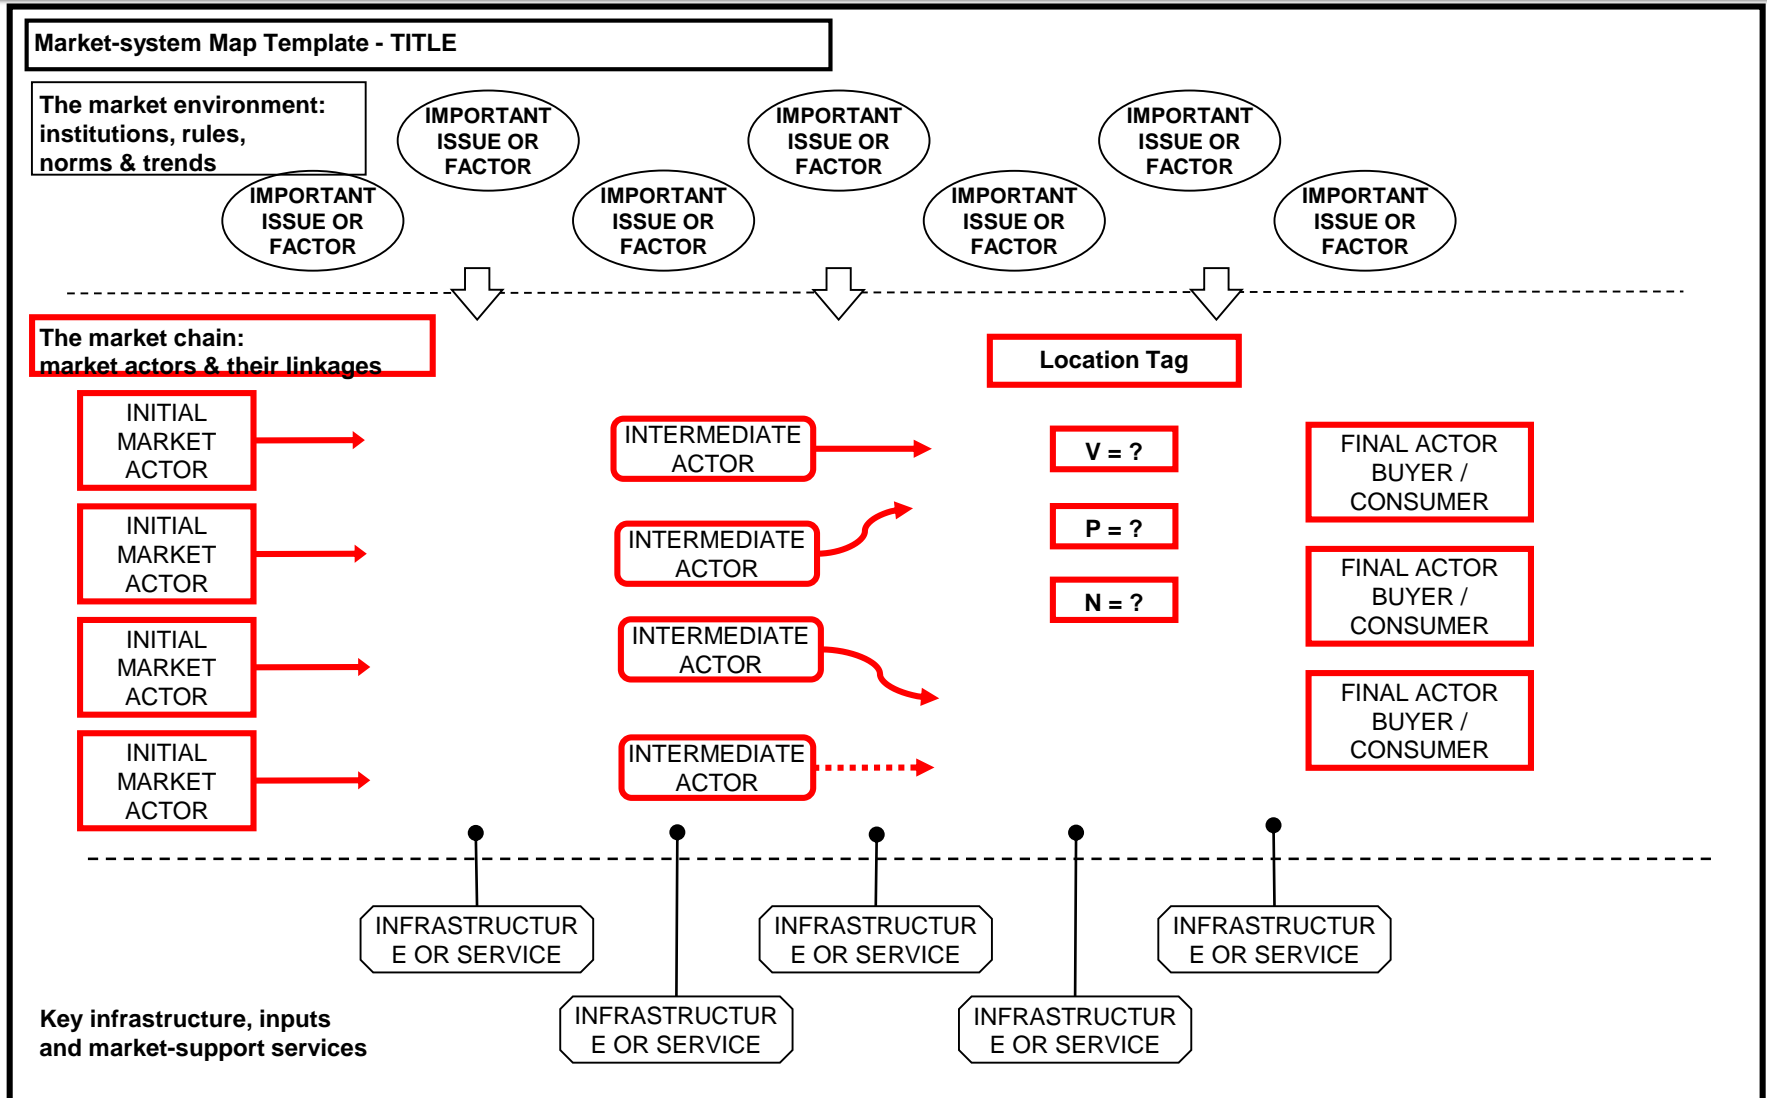 Market-system Map Template - TITLE
The market environment:
institutions, rules,
norms & trends
IMPORTANT
ISSUE OR
FACTOR
IMPORTANT
ISSUE OR
FACTOR
IMPORTANT
ISSUE OR
FACTOR
IMPORTANT
ISSUE OR
FACTOR
IMPORTANT
ISSUE OR
FACTOR
IMPORTANT
ISSUE OR
FACTOR
IMPORTANT
ISSUE OR
FACTOR
The market chain:
market actors & their linkages
Location Tag
INITIAL
MARKET
ACTOR
INITIAL
MARKET
ACTOR
INITIAL
MARKET
ACTOR
INITIAL
MARKET
ACTOR
INTERMEDIATE
ACTOR
INTERMEDIATE
ACTOR
INTERMEDIATE
ACTOR
INTERMEDIATE
ACTOR
V = ?
P = ?
N = ?
FINAL ACTOR
BUYER /
CONSUMER
FINAL ACTOR
BUYER /
CONSUMER
FINAL ACTOR
BUYER /
CONSUMER
INFRASTRUCTUR
E OR SERVICE
INFRASTRUCTUR
E OR SERVICE
INFRASTRUCTUR
E OR SERVICE
INFRASTRUCTUR
E OR SERVICE
INFRASTRUCTUR
E OR SERVICE
Key infrastructure, inputs
and market-support services